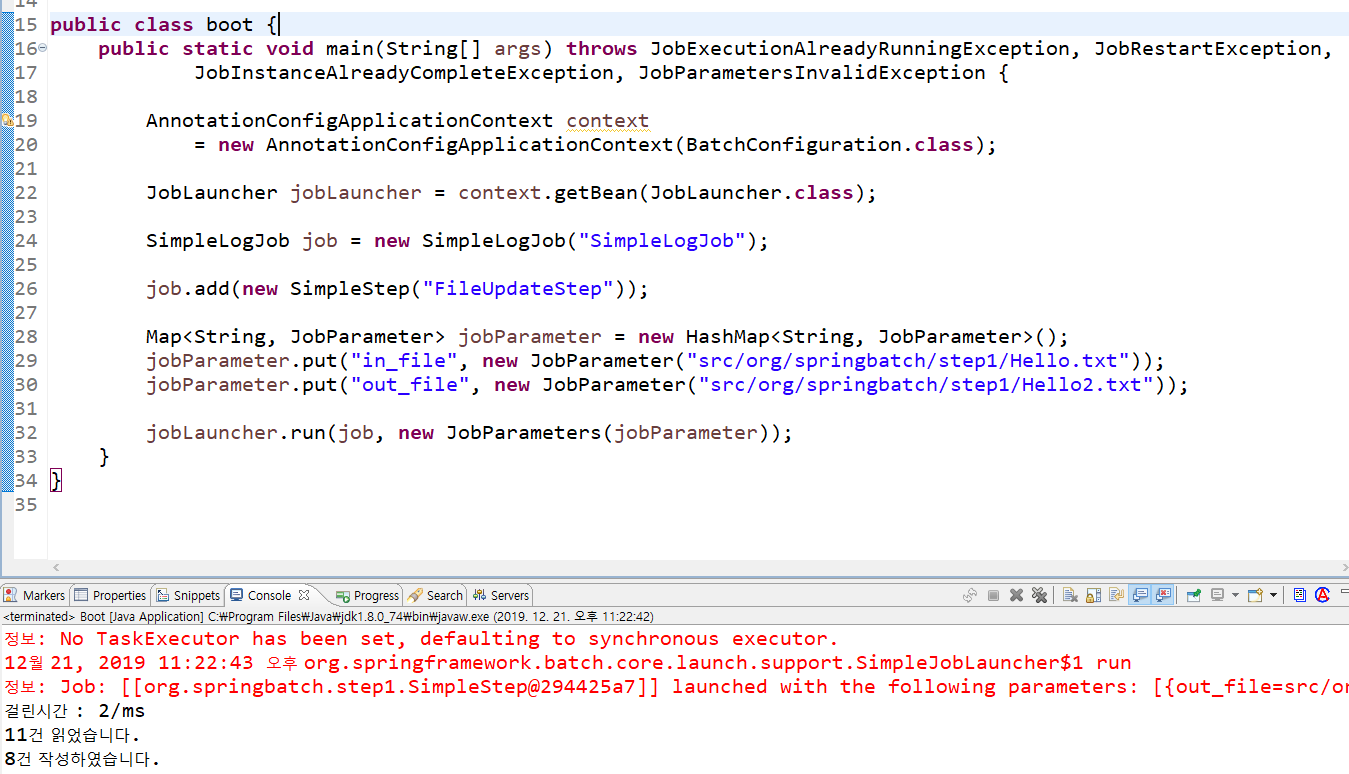 14
15 public class boot {
16 public static void main(String[] args) throws JobExecutionAlreadyRunningException, JobRestartException,
17 JobInstanceAlreadyCompleteException, JobParametersInvalidException {
18
19 AnnotationConfigApplicationContext context
20 = new AnnotationConfigApplicationContext(BatchConfiguration.class);
21
22 JobLauncher jobLauncher = context.getBean(JobLauncher.class);
23
24 SimpleLogJob job = new SimpleLogJob("SimpleLogJob");
25
26 job.add(new SimpleStep("FileUpdateStep"));
27
28 Map<String, JobParameter> jobParameter = new HashMap<String, JobParameter>();
29 jobParameter.put("in_file", new JobParameter("src/org/springbatch/step1/Hello.txt"));
30 jobParameter.put("out_file", new JobParameter("src/org/springbatch/step1/Hello2.txt"));
31
32 jobLauncher.run(job, new JobParameters(jobParameter));
33 }
34 }
35
Markers Properties Snippets Console Progress Search Servers
<terminated> Boot [Java Application] C:₩Program Files₩Java₩jdk1.8.0_74₩bin₩javaw.exe (2019. 12. 21. 오후 11:22:42)
정보: No TaskExecutor has been set, defaulting to synchronous executor.
12월 21, 2019 11:22:43 오후 org.springframework.batch.core.launch.support.SimpleJobLauncher$1 run
정보: Job: [[org.springbatch.step1.SimpleStep@294425a7]] launched with the following parameters: [{out_file=src/or
걸린시간 : 2/ms
11건 읽었습니다.
8건 작성하였습니다.